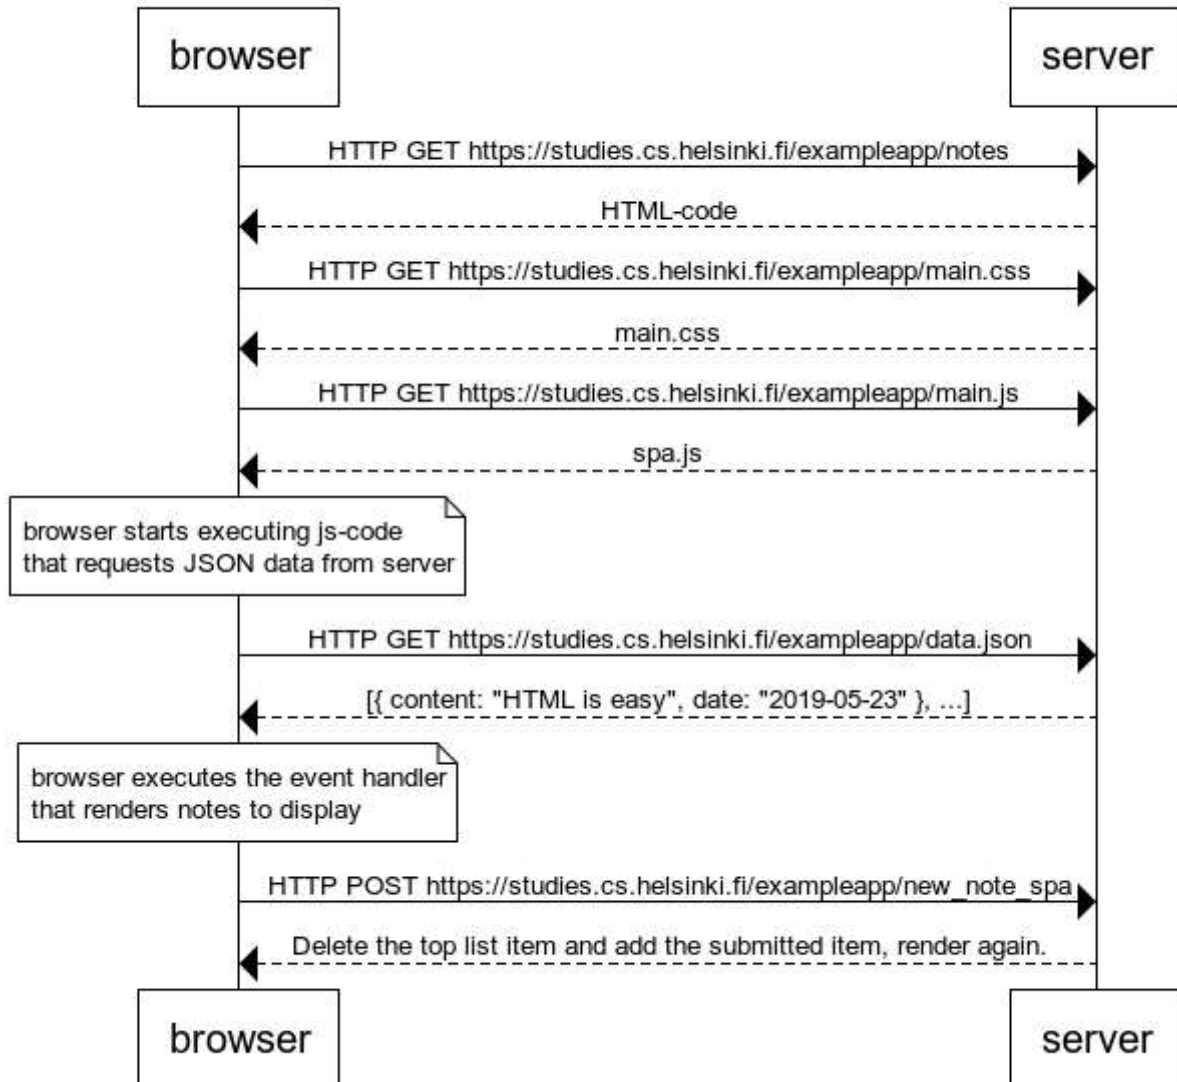 browser
server
HTTP GET https://studies.cs.helsinki.fi/exampleapp/notes
HTML-code
HTTP GET https://studies.cs.helsinki.fi/exampleapp/main.css
main.css
HTTP GET https://studies.cs.helsinki.fi/exampleapp/main.js
spa.js
browser starts executing js-code
that requests JSON data from server
HTTP GET https://studies.cs.helsinki.fi/exampleapp/data.json
[{ content: "HTML is easy", date: "2019-05-23" }, ...]
browser executes the event handler
that renders notes to display
HTTP POST https://studies.cs.helsinki.fi/exampleapp/new_note_spa
Delete the top list item and add the submitted item, render again.
browser
server